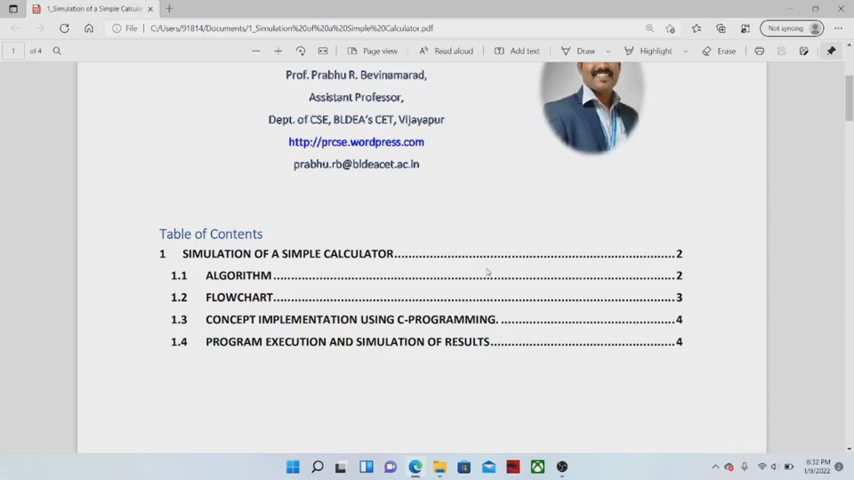 1_Simulation of a Simple Calcula
File
C:/Users/91814/Documents/1_Simulation%20of%20a%20Simple%20Calculator.pdf
Not syncing
1 of 4
Page view
Read aloud
Add text
Draw
Highlight
Erase
Prof. Prabhu R. Bevinamarad,
Assistant Professor,
Dept. of CSE, BLDEA's CET, Vijayapur
http://prcse.wordpress.com
prabhu.rb@bldeacet.ac.in
Table of Contents
1 SIMULATION OF A SIMPLE CALCULATOR 2
1.1 ALGORITHM 2
1.2 FLOWCHART 3
1.3 CONCEPT IMPLEMENTATION USING C-PROGRAMMING. 4
1.4 PROGRAM EXECUTION AND SIMULATION OF RESULTS 4
8:32 PM
1/9/2022